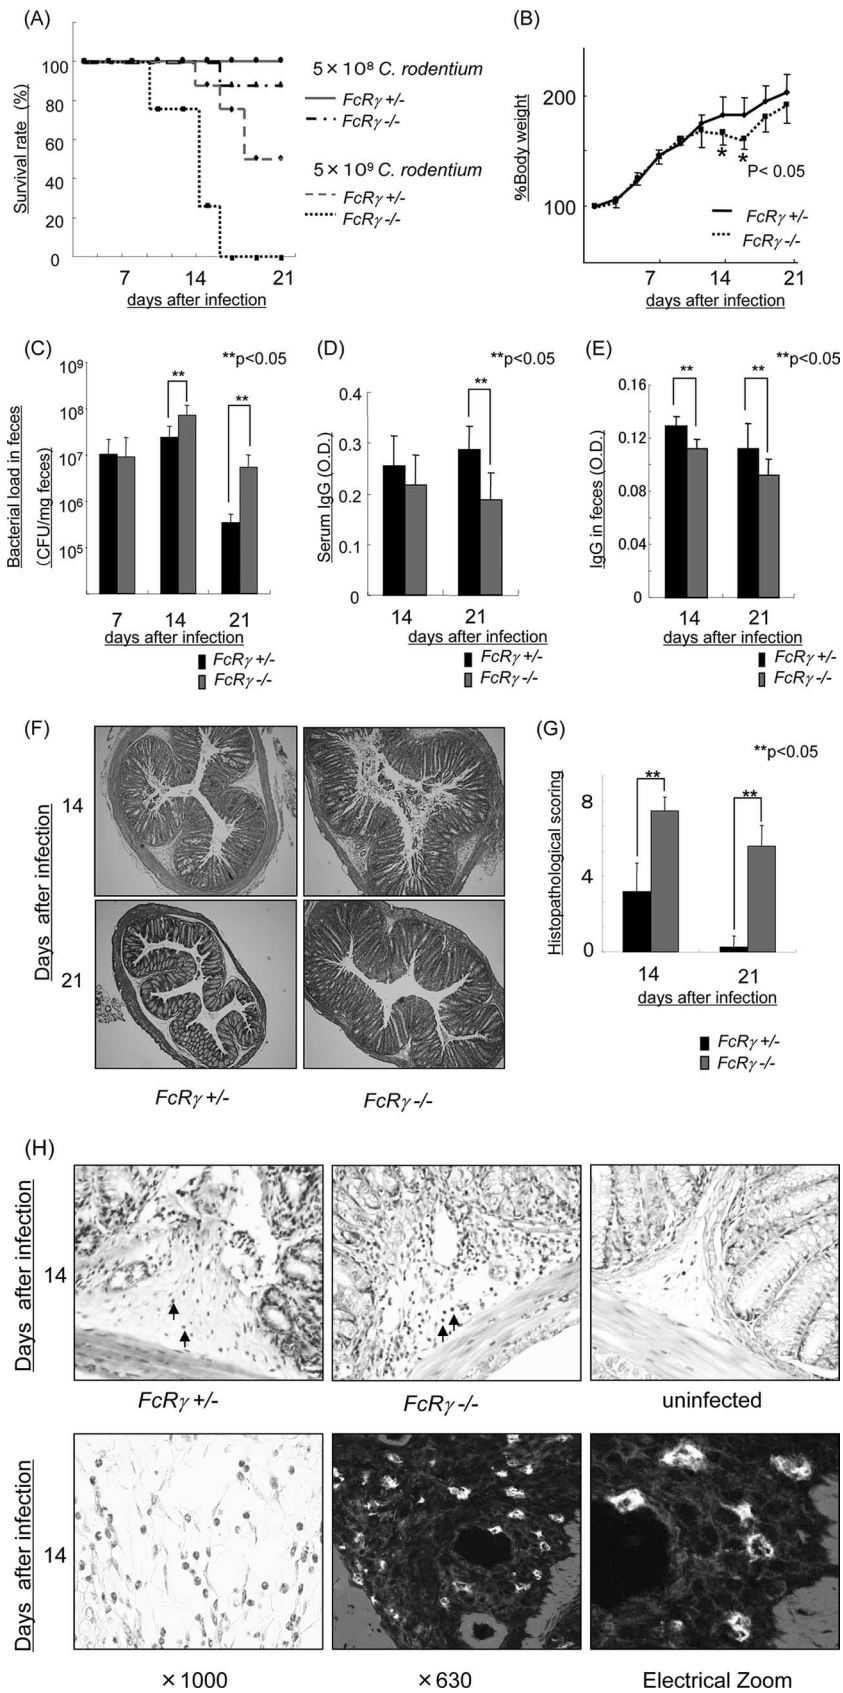 (A)
Survival rate (%)
100
80
60
40
20
0
7
14
21
days after infection
5×10⁸ C. rodentium
FcRγ +/-
FcRγ -/-
5×10⁹ C. rodentium
FcRγ +/-
FcRγ -/-
(B)
%Body weight
200
100
*
*
P< 0.05
FcRγ +/-
FcRγ -/-
7
14
21
days after infection
(C)
Bacterial load in feces
(CFU/mg feces)
**p<0.05
10⁹
10⁸
10⁷
10⁶
10⁵
**
**
7
14
21
days after infection
FcRγ +/-
FcRγ -/-
(D)
Serum IgG (O.D.)
**p<0.05
0.4
0.3
0.2
0.1
0
**
14
21
days after infection
FcRγ +/-
FcRγ -/-
(E)
IgG in feces (O.D.)
**p<0.05
0.16
0.12
0.08
0.04
0
**
**
14
21
days after infection
FcRγ +/-
FcRγ -/-
(F)
Days after infection
14
21
FcRγ +/-
FcRγ -/-
(G)
Histopathological scoring
**p<0.05
8
4
0
**
**
14
21
days after infection
FcRγ +/-
FcRγ -/-
(H)
Days after infection
14
FcRγ +/-
FcRγ -/-
uninfected
Days after infection
14
×1000
×630
Electrical Zoom